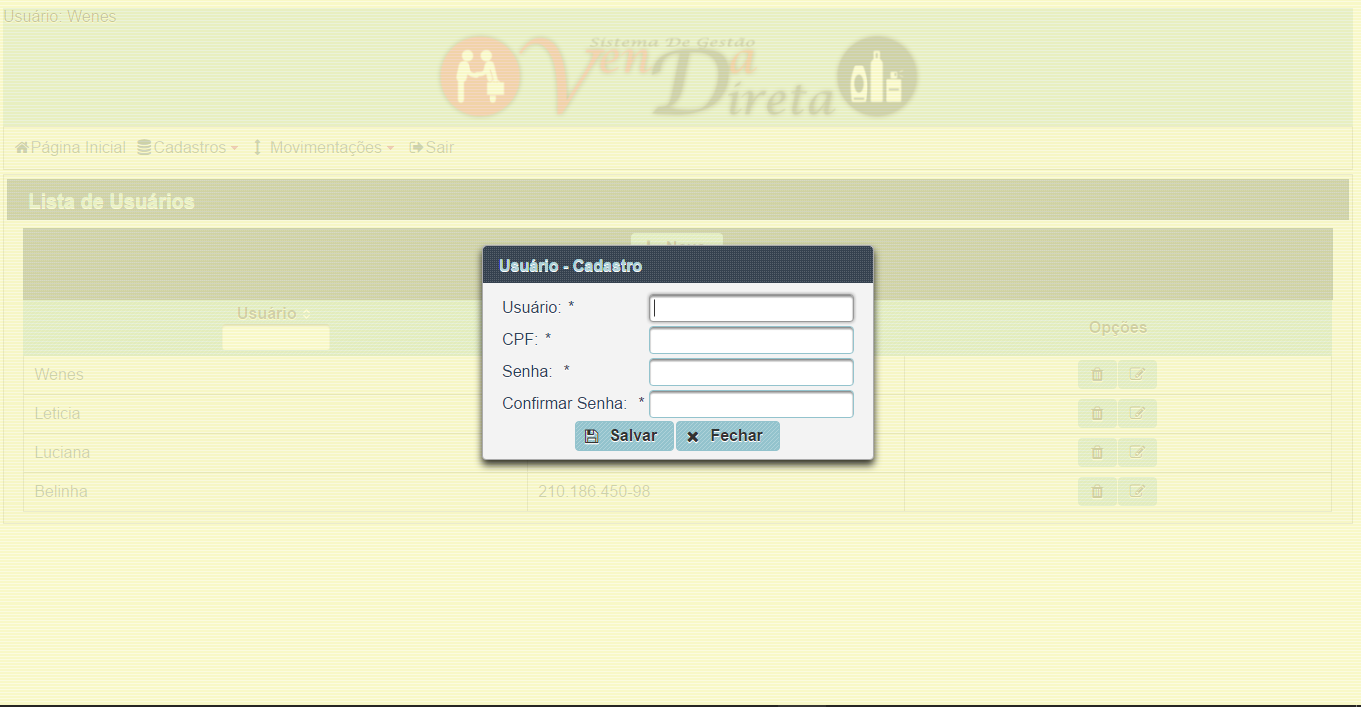 Usuário: Wenes
Sistema De Gestão
VenDa
Direta
Página Inicial Cadastros Movimentações Sair
Lista de Usuários
Usuário - Cadastro
Usuário: *
CPF: *
Senha: *
Confirmar Senha: *
Salvar Fechar
Usuário Opções
Wenes
Leticia
Luciana
Belinha 210.186.450-98